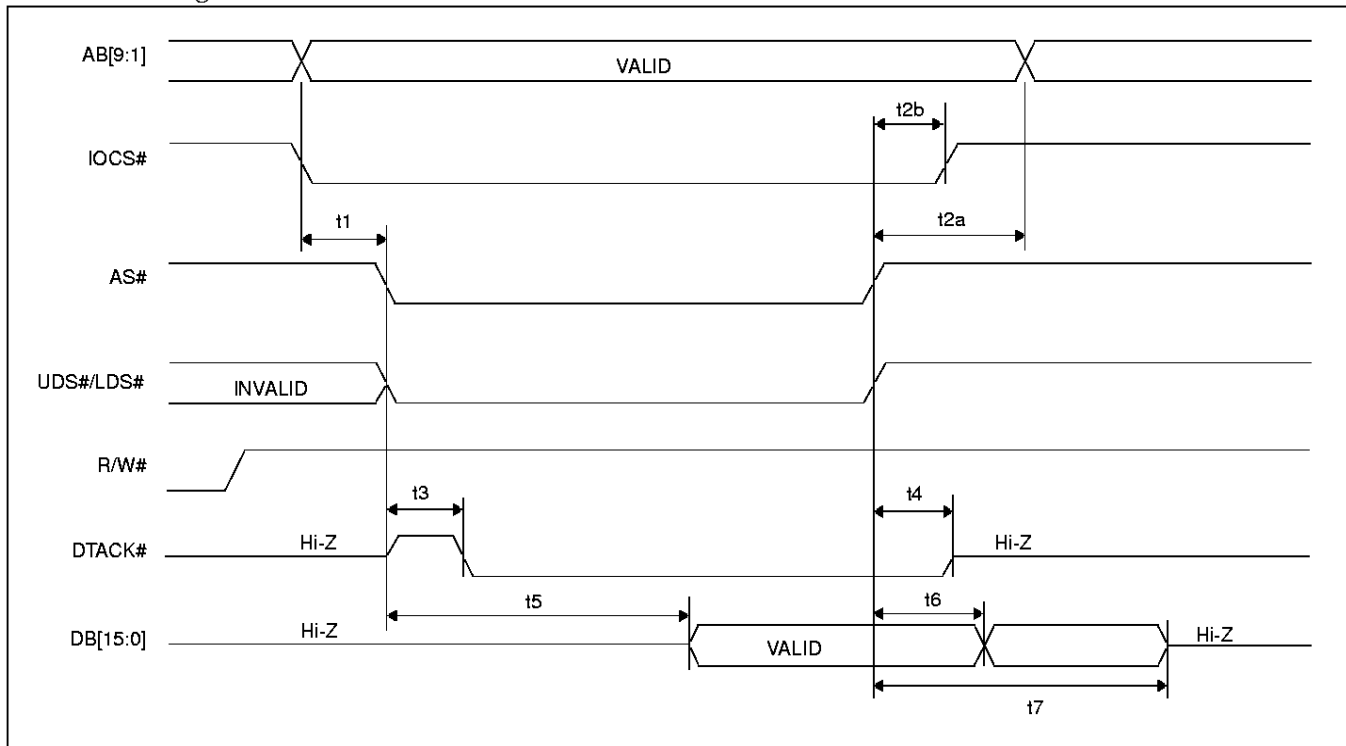 AB[9:1]
VALID
t2b
IOCS#
t1
t2a
AS#
UDS#/LDS#
INVALID
R/W#
t3
t4
DTACK#
Hi-Z
Hi-Z
t5
t6
DB[15:0]
Hi-Z
VALID
Hi-Z
t7